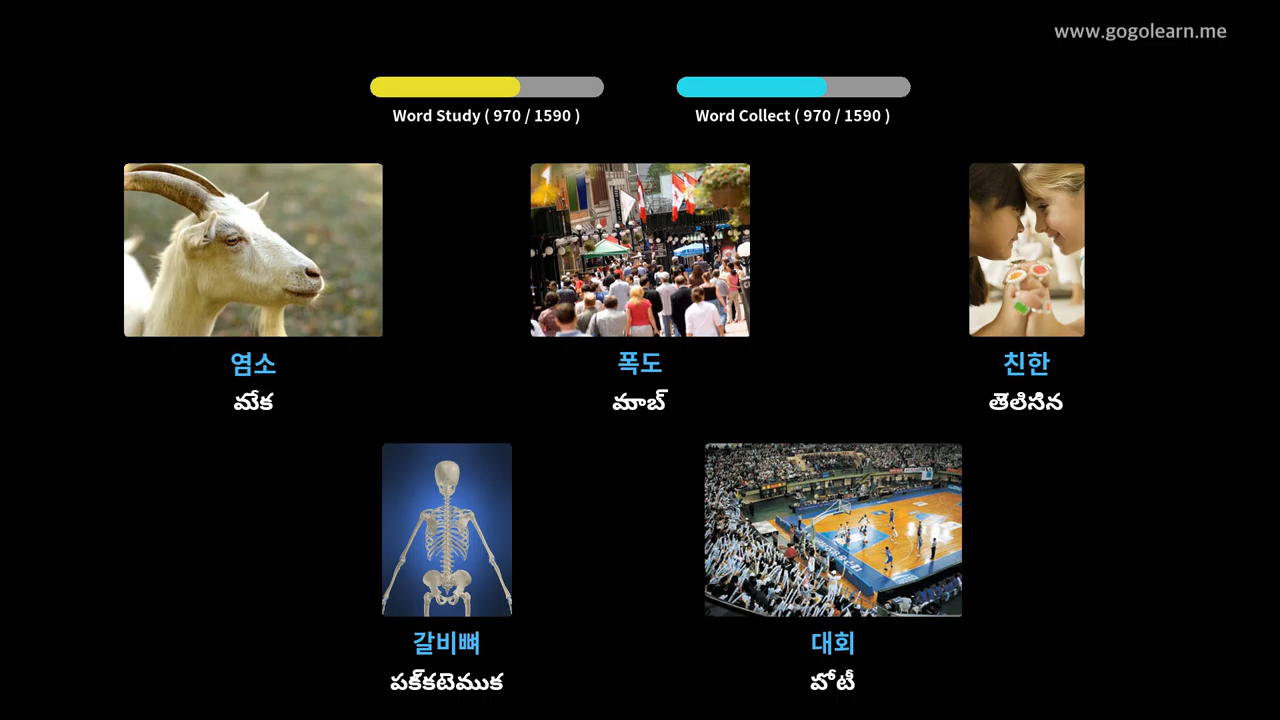 www.gogolearn.me
Word Study ( 970 / 1590 )
Word Collect ( 970 / 1590 )
염소
폭도
친한
మేక
మాబ్
తెలిసిన
갈비뼈
대회
పక్కటెముక
పోటీ